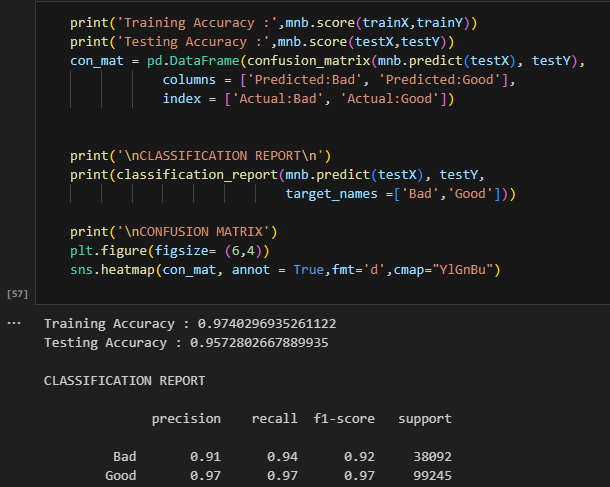 print('Training Accuracy :',mnb.score(trainX,trainY))
print('Testing Accuracy :',mnb.score(testX,testY))
con_mat = pd.DataFrame(confusion_matrix(mnb.predict(testX), testY),
columns = ['Predicted:Bad', 'Predicted:Good'],
index = ['Actual:Bad', 'Actual:Good'])
print('\nCLASSIFICATION REPORT\n')
print(classification_report(mnb.predict(testX), testY,
target_names =['Bad','Good']))
print('\nCONFUSION MATRIX')
plt.figure(figsize= (6,4))
sns.heatmap(con_mat, annot = True,fmt='d',cmap="YlGnBu")
[57]
... Training Accuracy : 0.9740296935261122
Testing Accuracy : 0.9572802667889935
CLASSIFICATION REPORT
precision recall f1-score support
Bad 0.91 0.94 0.92 38092
Good 0.97 0.97 0.97 99245